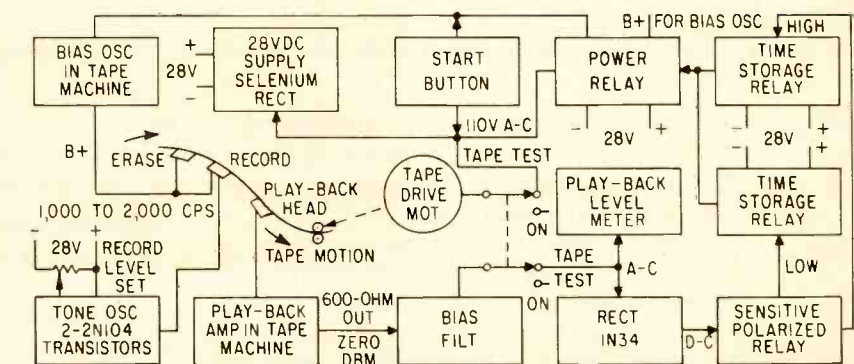 BIAS OSC
IN TAPE
MACHINE
+
28V
–
28VDC
SUPPLY
SELENIUM
RECT
START
BUTTON
B+ FOR BIAS OSC
POWER
RELAY
HIGH
TIME
STORAGE
RELAY
110V A-C
– 28V +
– 28V +
– +
B+
ERASE
RECORD
PLAY-BACK
HEAD
TAPE
DRIVE
MOT
TAPE TEST
ON
PLAY-BACK
LEVEL
METER
TIME
STORAGE
RELAY
1,000 TO 2,000 CPS
– 28V +
RECORD
LEVEL
SET
TAPE MOTION
TAPE
TEST
ON
A-C
LOW
TONE OSC
2-2N104
TRANSISTORS
PLAY-BACK
AMP IN TAPE
MACHINE
600-OHM
OUT
ZERO
DBM
BIAS
FILT
RECT
IN34
D-C
SENSITIVE
POLARIZED
RELAY